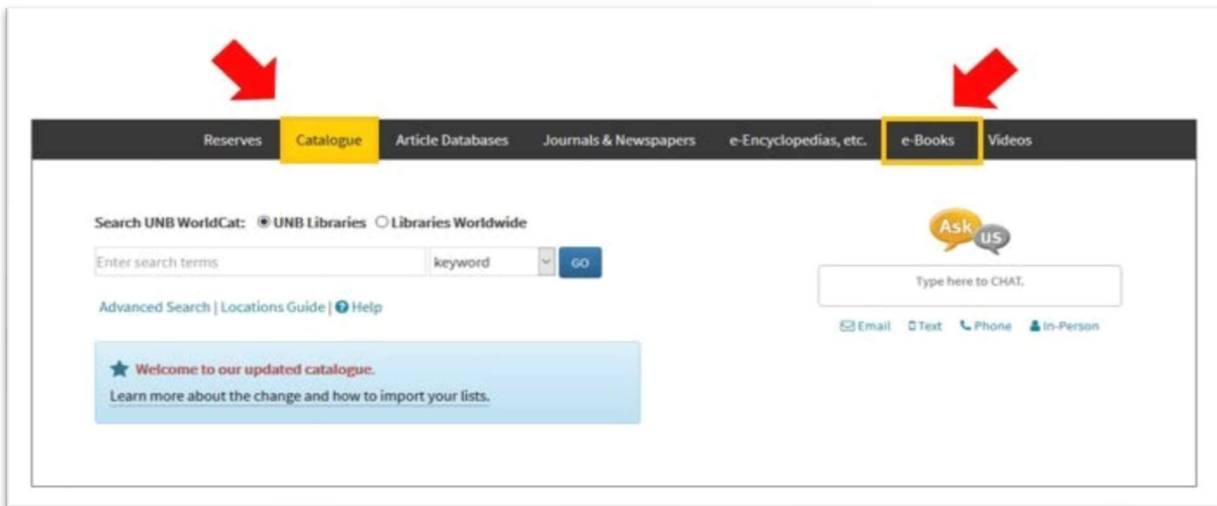 Reserves Catalogue Article Databases Journals & Newspapers e-Encyclopedias, etc. e-Books Videos
Search UNB WorldCat: UNB Libraries Libraries Worldwide
Enter search terms keyword GO
Advanced Search | Locations Guide | Help
Welcome to our updated catalogue.
Learn more about the change and how to import your lists.
Ask us
Type here to CHAT.
Email Text Phone In-Person